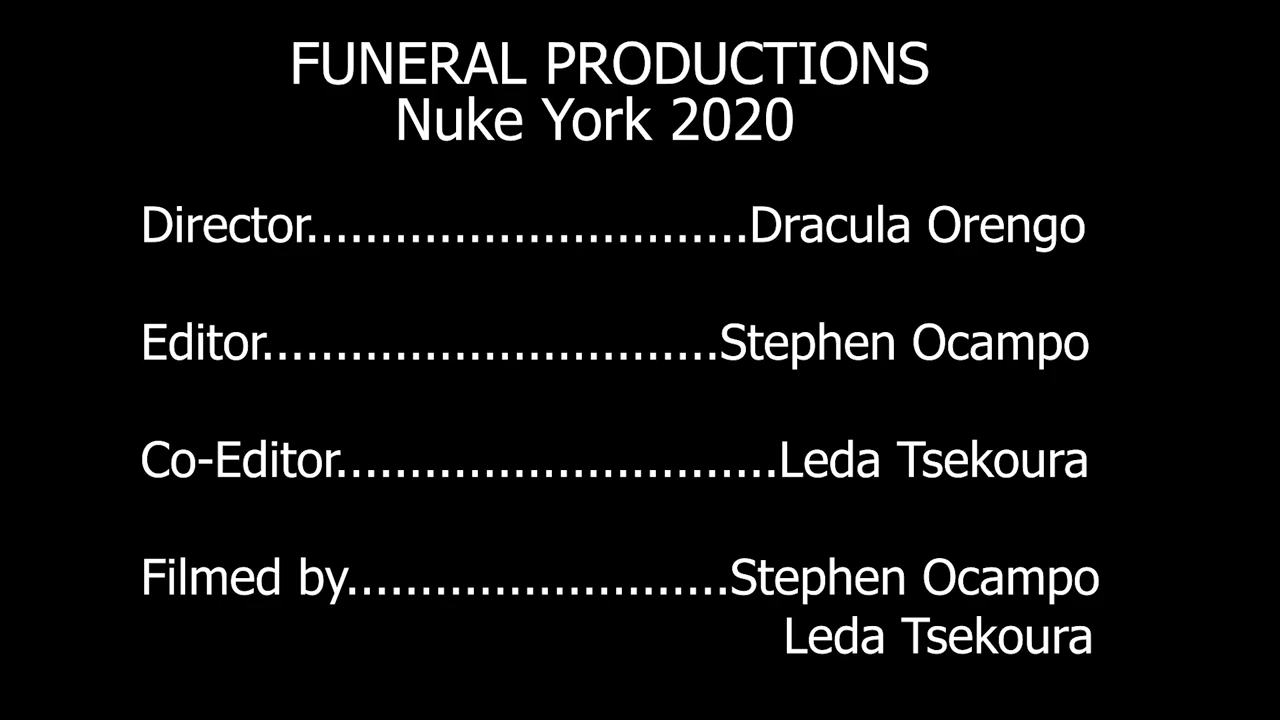 FUNERAL PRODUCTIONS
Nuke York 2020
Director..............................Dracula Orengo
Editor...............................Stephen Ocampo
Co-Editor..............................Leda Tsekoura
Filmed by..........................Stephen Ocampo
Leda Tsekoura